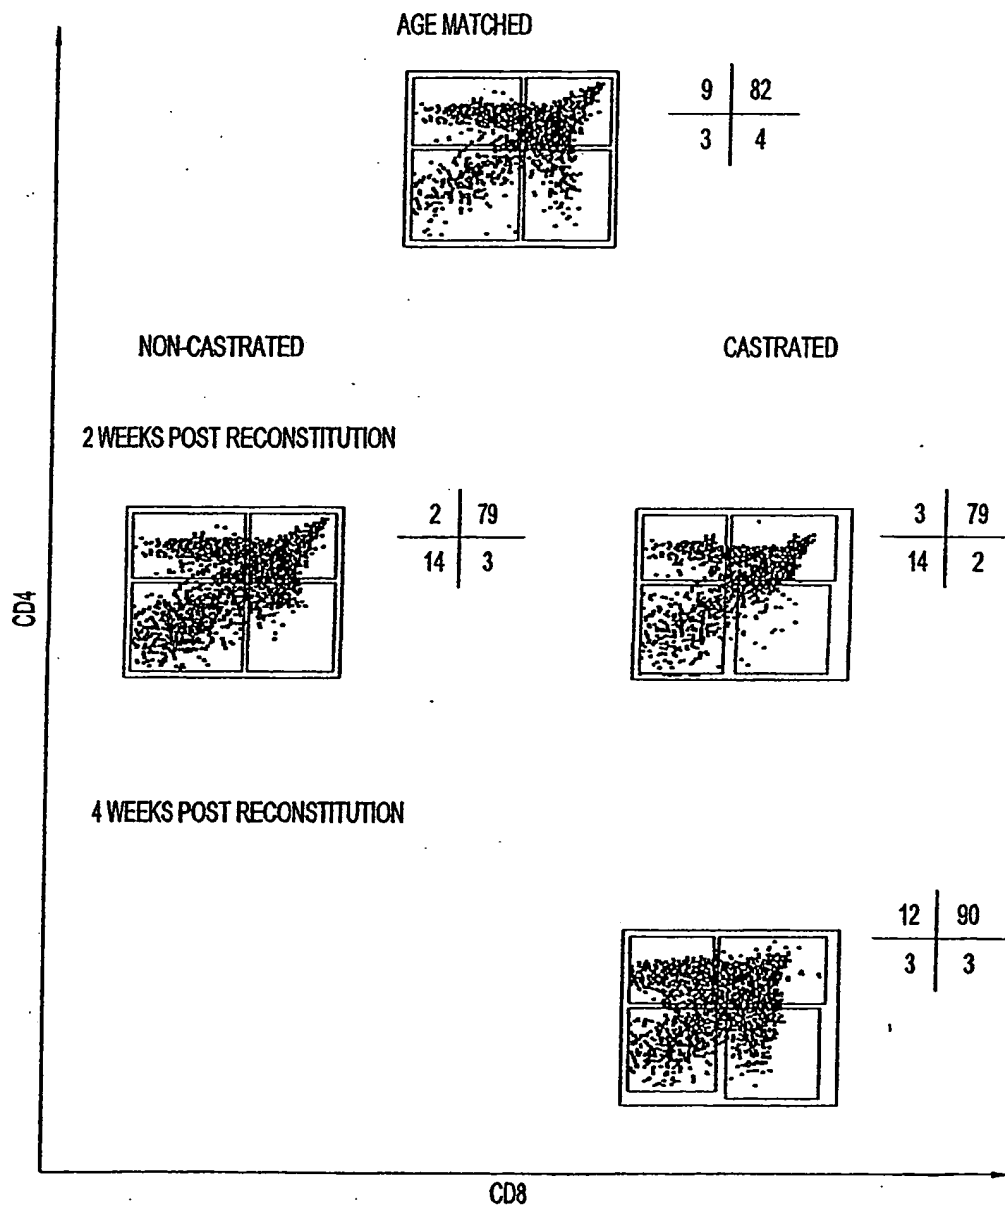 AGE MATCHED
9 82
3 4
NON-CASTRATED
CASTRATED
2 WEEKS POST RECONSTITUTION
2 79
14 3
3 79
14 2
CD4
4 WEEKS POST RECONSTITUTION
12 90
3 3
CD8